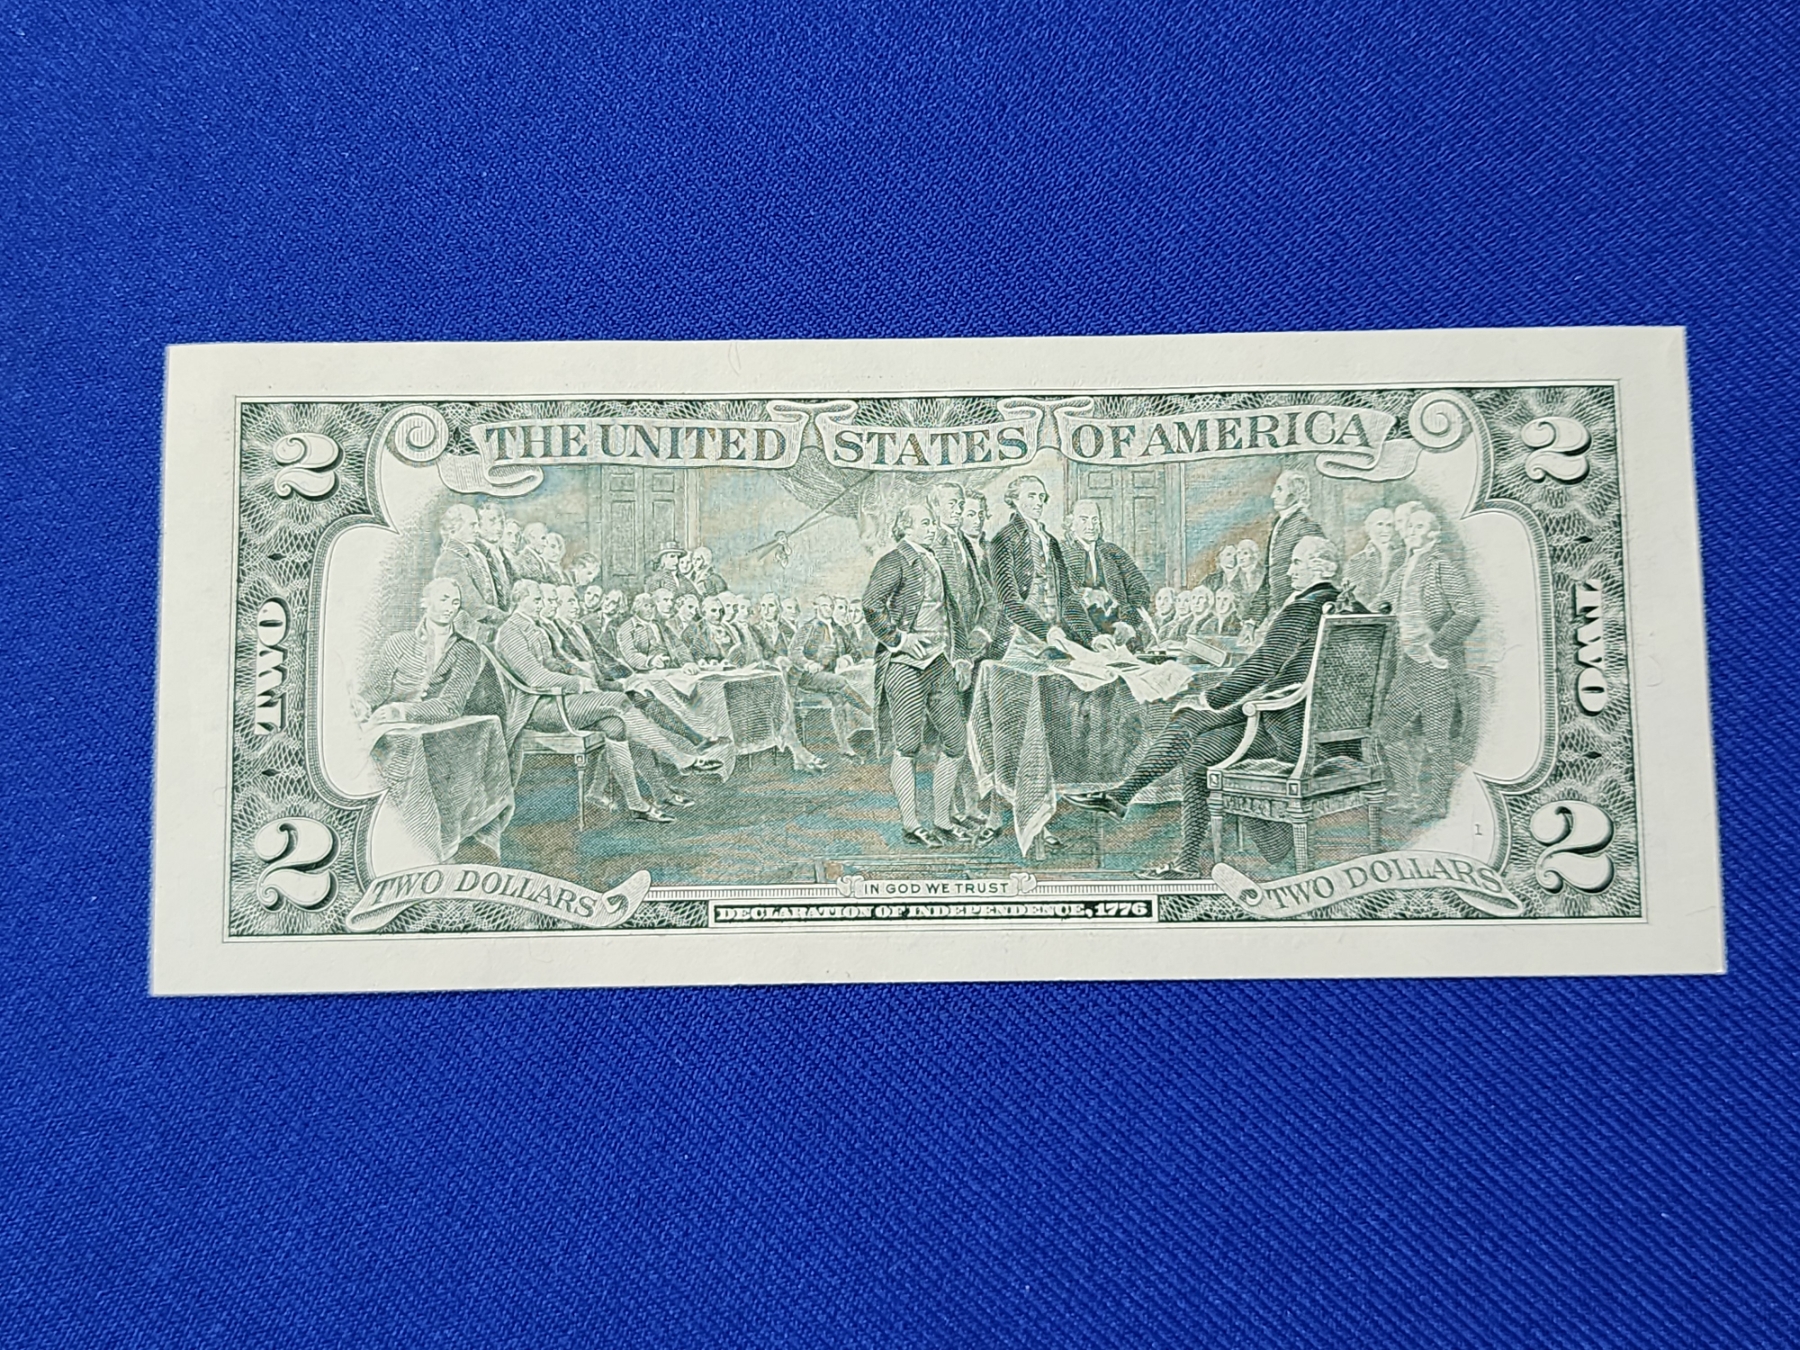 THE UNITED STATES OF AMERICA
2 2
TWO TWO
1
2 2
TWO DOLLARS IN GOD WE TRUST TWO DOLLARS
DECLARATION OF INDEPENDENCE, 1776